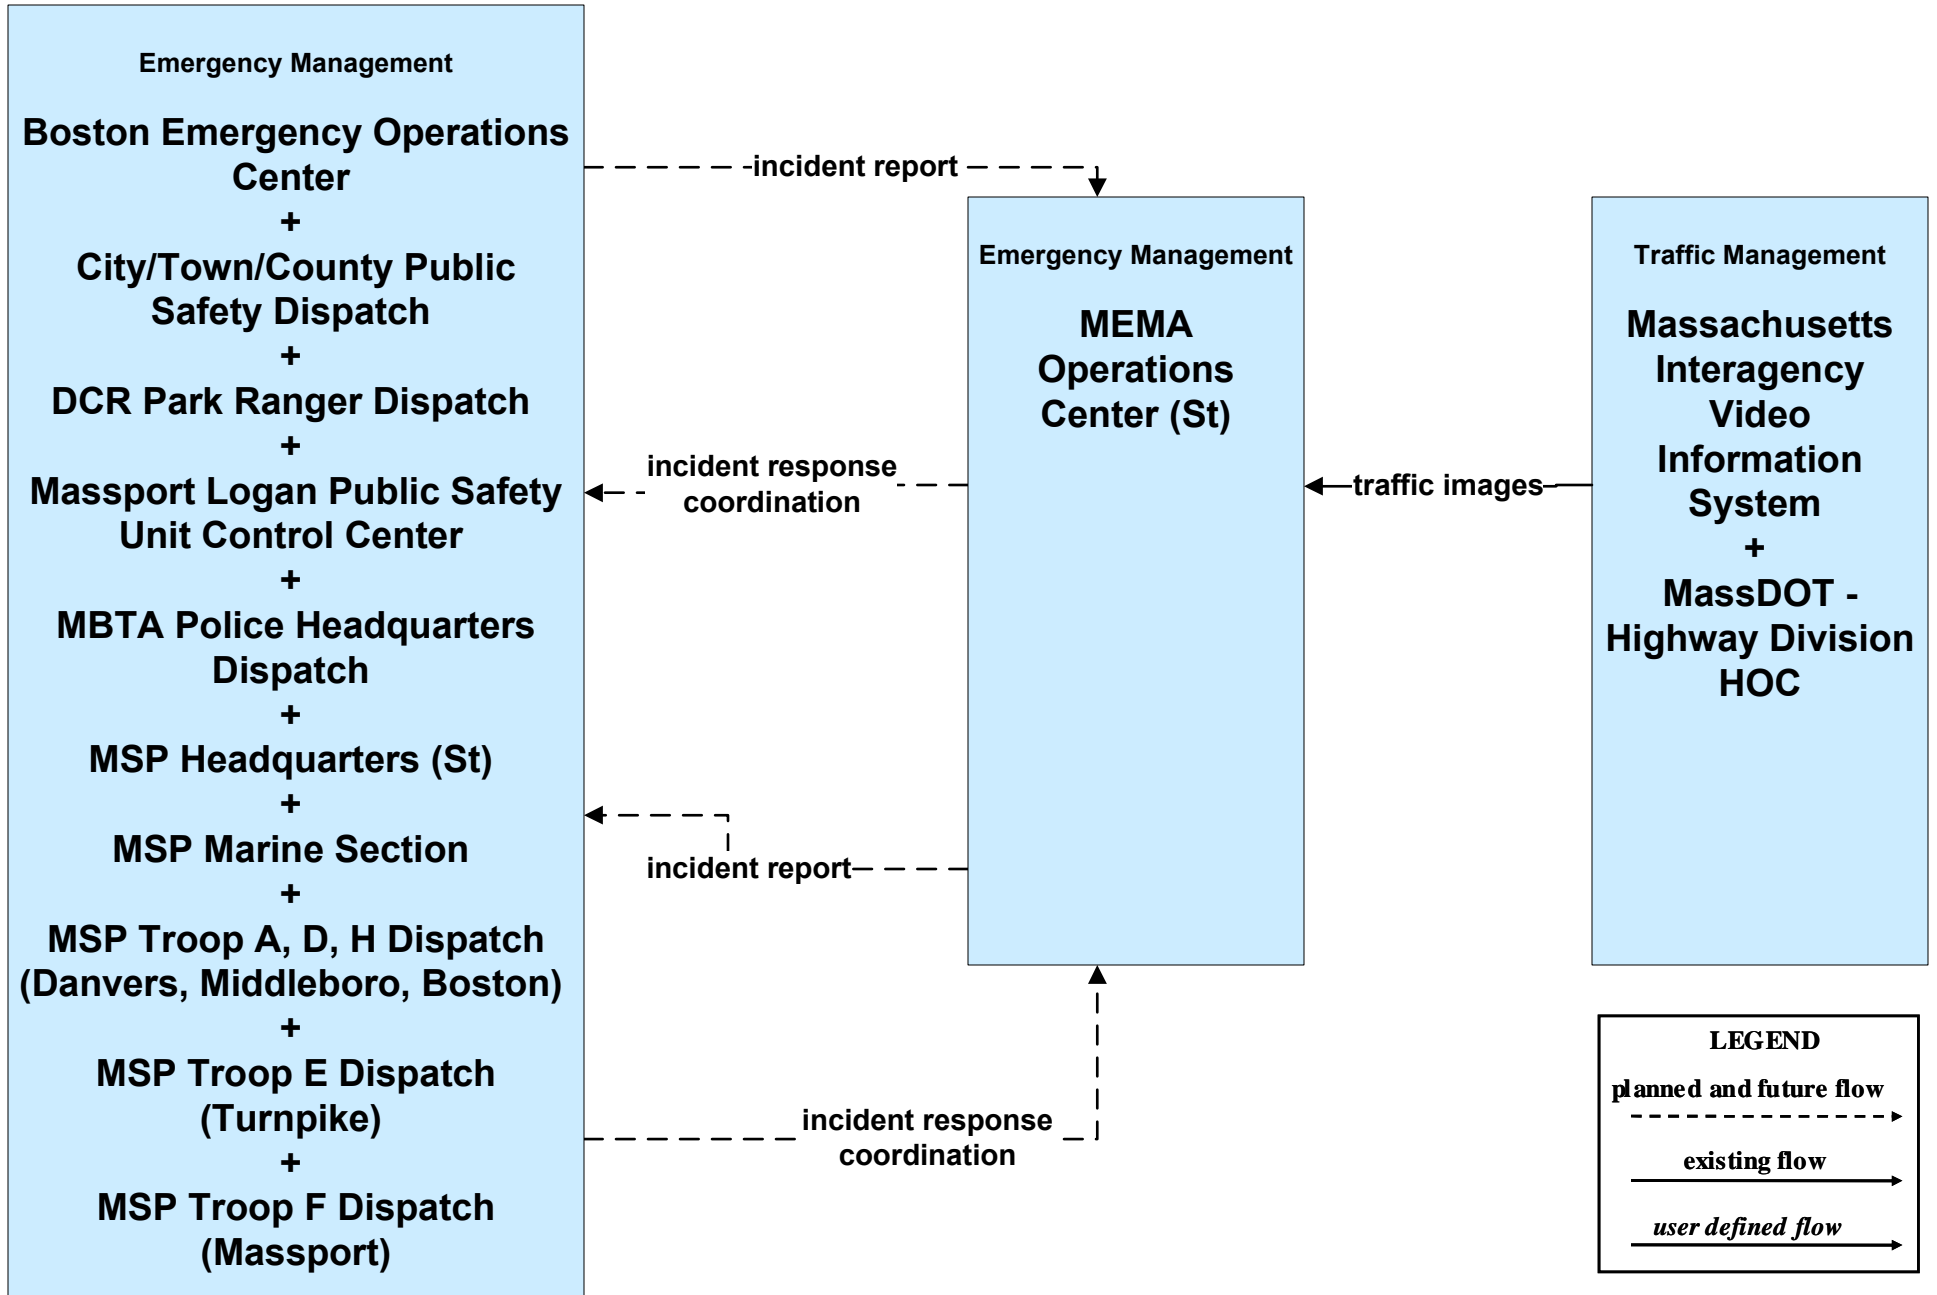 Emergency Management
Boston Emergency Operations
Center
+
City/Town/County Public
Safety Dispatch
+
DCR Park Ranger Dispatch
+
Massport Logan Public Safety
Unit Control Center
+
MBTA Police Headquarters
Dispatch
+
MSP Headquarters (St)
+
MSP Marine Section
+
MSP Troop A, D, H Dispatch
(Danvers, Middleboro, Boston)
+
MSP Troop E Dispatch
(Turnpike)
+
MSP Troop F Dispatch
(Massport)
incident report
incident response
coordination
incident report
incident response
coordination
Emergency Management
MEMA
Operations
Center (St)
traffic images
Traffic Management
Massachusetts
Interagency
Video
Information
System
+
MassDOT -
Highway Division
HOC
LEGEND
planned and future flow
existing flow
user defined flow